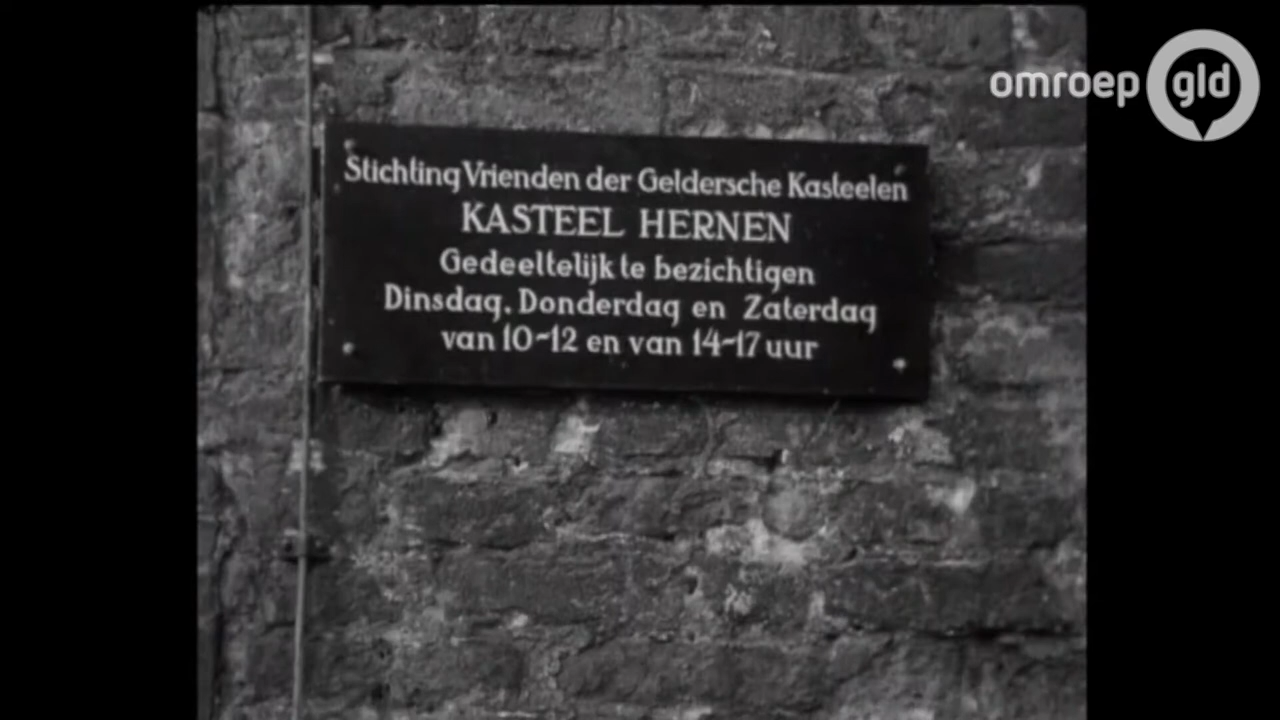 omroep gld
Stichting Vrienden der Geldersche Kasteelen
KASTEEL HERNEN
Gedeeltelijk te bezichtigen
Dinsdag, Donderdag en Zaterdag
van 10-12 en van 14-17 uur